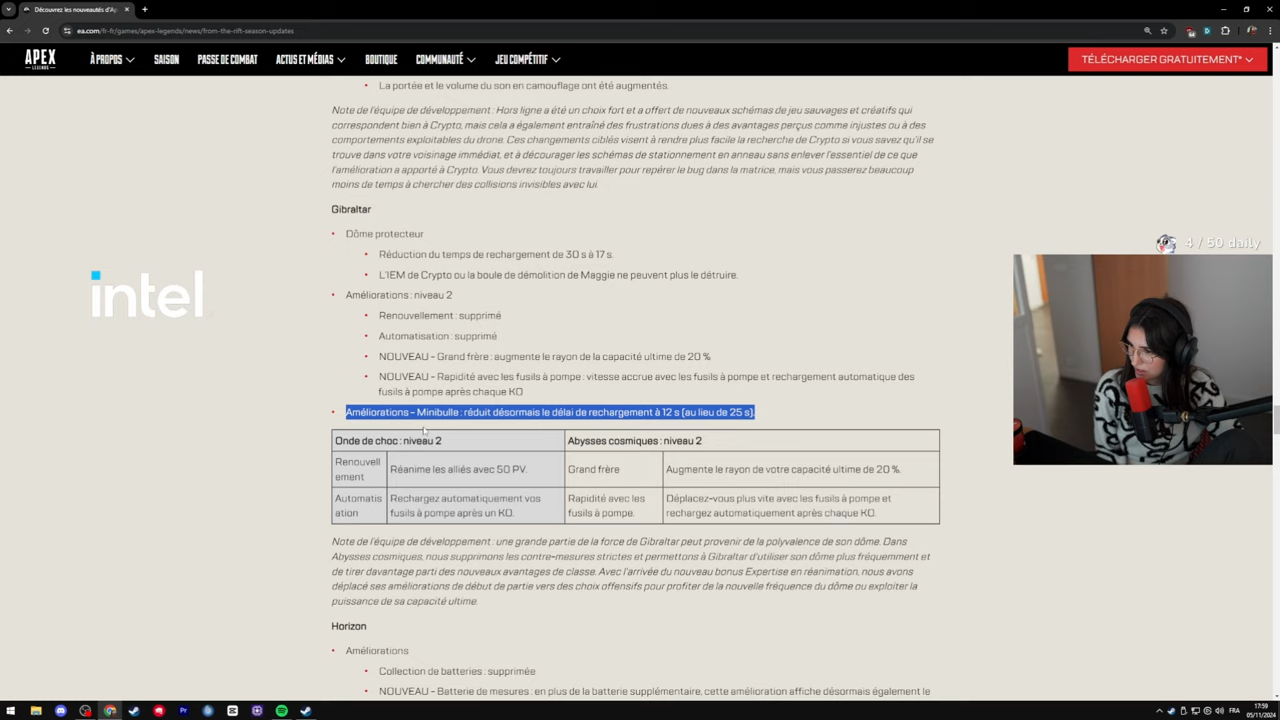 Découvrez les nouveautés d'Ap
ea.com/fr-fr/games/apex-legends/news/from-the-rift-season-updates
APEX
LEGENDS
À PROPOS
SAISON
PASSE DE COMBAT
ACTUS ET MÉDIAS
BOUTIQUE
COMMUNAUTÉ
JEU COMPÉTITIF
TÉLÉCHARGER GRATUITEMENT*
• La portée et le volume du son en camouflage ont été augmentés.
Note de l'équipe de développement : Hors ligne a été un choix fort et a offert de nouveaux schémas de jeu sauvages et créatifs qui
correspondent bien à Crypto, mais cela a également entraîné des frustrations dues à des avantages perçus comme injustes ou à des
comportements exploitables du drone. Ces changements ciblés visent à rendre plus facile la recherche de Crypto si vous savez qu'il se
trouve dans votre voisinage immédiat, et à décourager les schémas de stationnement en anneau sans enlever l'essentiel de ce que
l'amélioration a apporté à Crypto. Vous devrez toujours travailler pour repérer le bug dans la matrice, mais vous passerez beaucoup
moins de temps à chercher des collisions invisibles avec lui.
Gibraltar
• Dôme protecteur
• Réduction du temps de rechargement de 30 s à 17 s.
• L'IEM de Crypto ou la boule de démolition de Maggie ne peuvent plus le détruire.
• Améliorations : niveau 2
• Renouvellement : supprimé
• Automatisation : supprimé
• NOUVEAU – Grand frère : augmente le rayon de la capacité ultime de 20 %
• NOUVEAU – Rapidité avec les fusils à pompe : vitesse accrue avec les fusils à pompe et rechargement automatique des
fusils à pompe après chaque KO
• Améliorations – Minibulle : réduit désormais le délai de rechargement à 12 s (au lieu de 25 s).
Onde de choc : niveau 2
Abysses cosmiques : niveau 2
Renouvell
ement
Réanime les alliés avec 50 PV.
Grand frère
Augmente le rayon de votre capacité ultime de 20 %.
Automatis
ation
Rechargez automatiquement vos
fusils à pompe après un KO.
Rapidité avec les
fusils à pompe.
Déplacez-vous plus vite avec les fusils à pompe et
rechargez automatiquement après chaque KO.
Note de l'équipe de développement : une grande partie de la force de Gibraltar peut provenir de la polyvalence de son dôme. Dans
Abysses cosmiques, nous supprimons les contre-mesures strictes et permettons à Gibraltar d'utiliser son dôme plus fréquemment et
de tirer davantage parti des nouveaux avantages de classe. Avec l'arrivée du nouveau bonus Expertise en réanimation, nous avons
déplacé ses améliorations de début de partie vers des choix offensifs pour profiter de la nouvelle fréquence du dôme ou exploiter la
puissance de sa capacité ultime.
Horizon
• Améliorations
• Collection de batteries : supprimée
• NOUVEAU – Batterie de mesures : en plus de la batterie supplémentaire, cette amélioration affiche désormais également le
intel
4 / 50 daily
FRA
17:59
05/11/2024